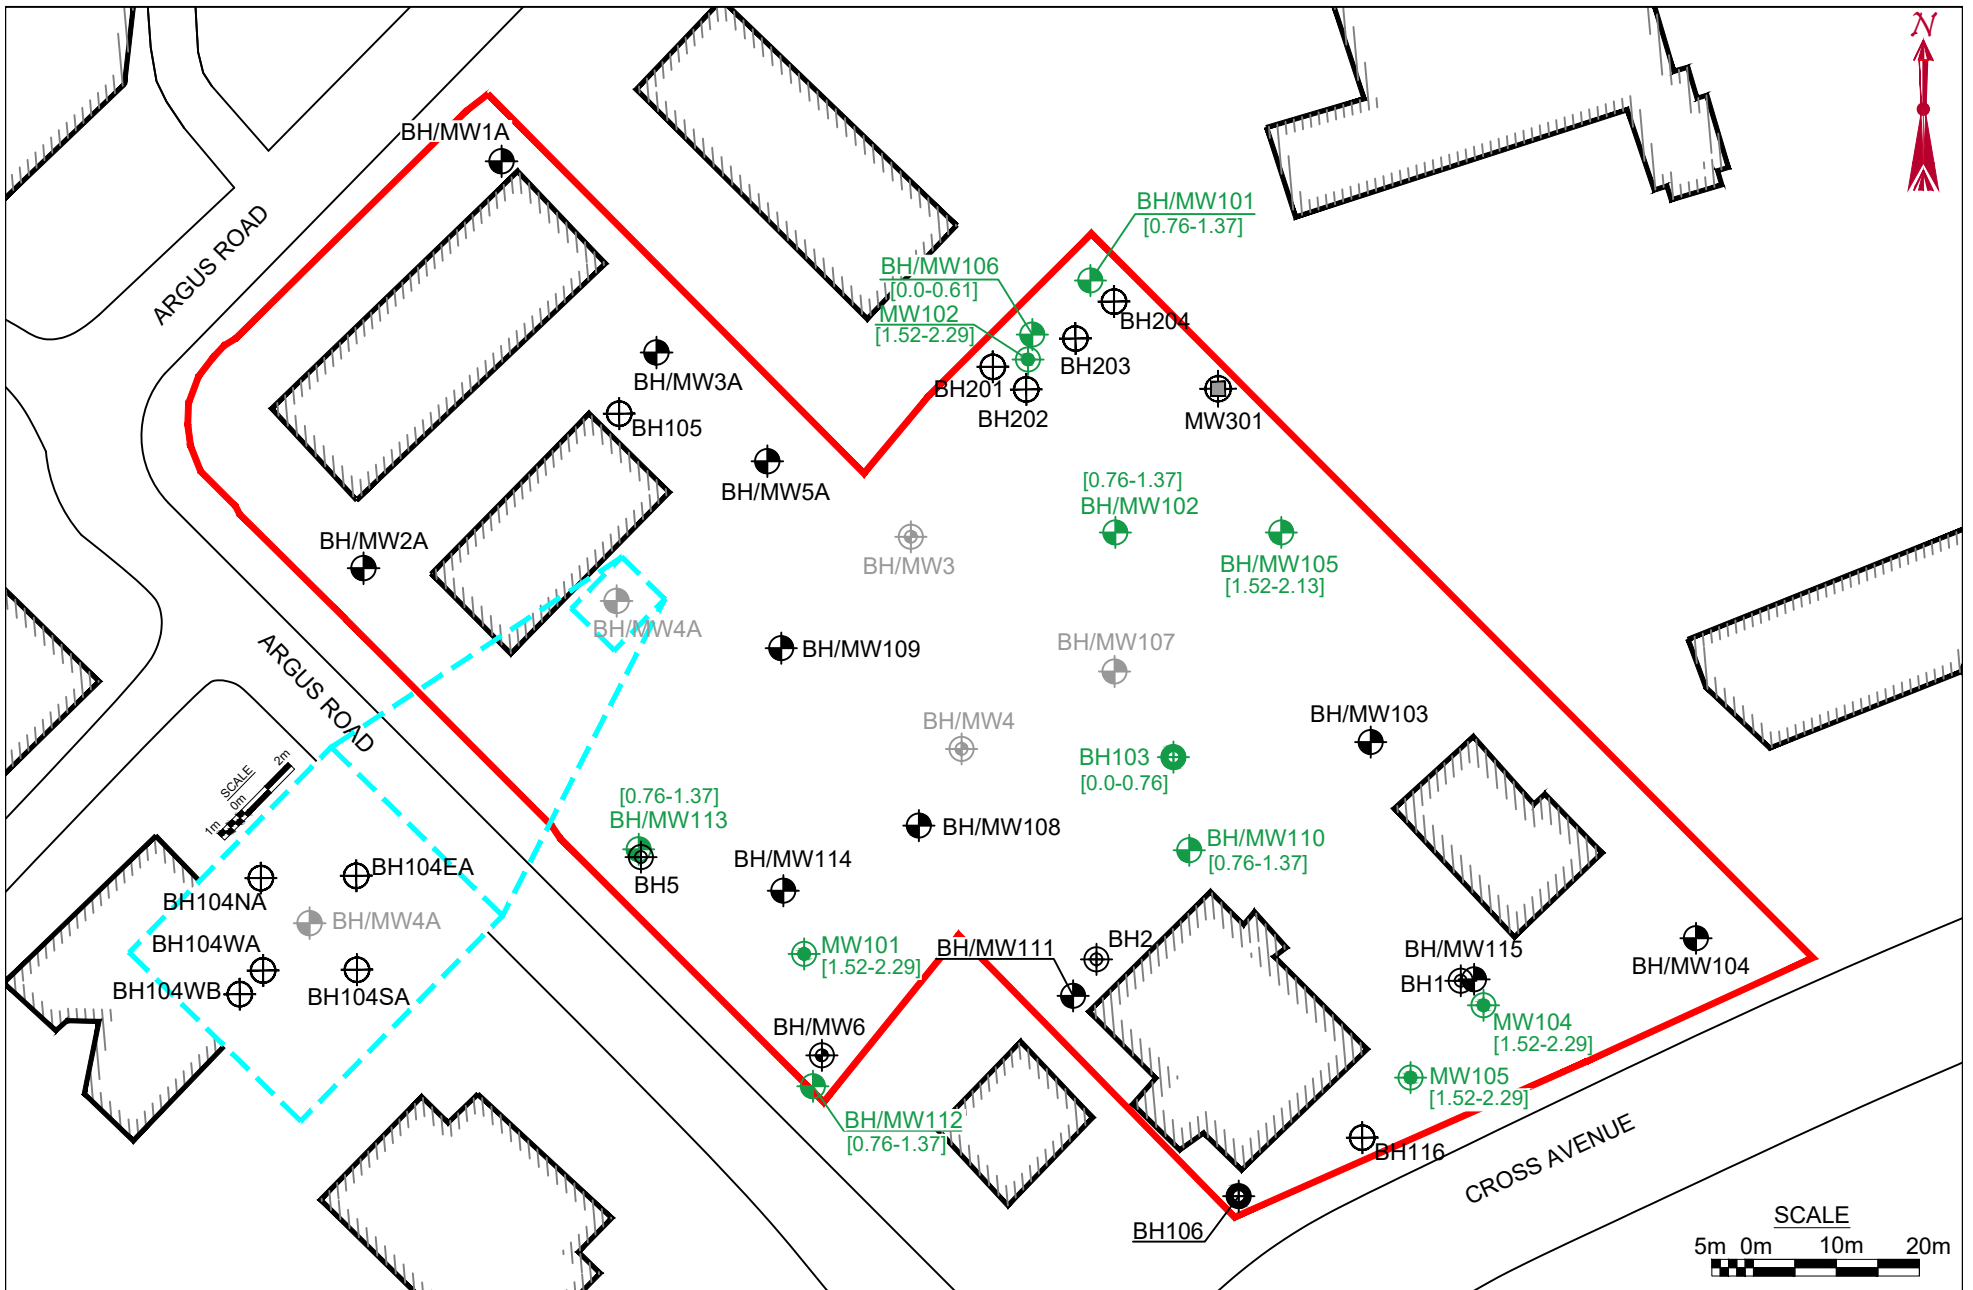 N
BH/MW1A
BH/MW101
[0.76-1.37]
ARGUS ROAD
BH/MW106
[0.0-0.61]
MW102
[1.52-2.29]
BH204
BH203
BH/MW3A
BH201
BH202
MW301
BH105
BH/MW5A
[0.76-1.37]
BH/MW102
BH/MW2A
BH/MW3
BH/MW105
[1.52-2.13]
BH/MW4A
BH/MW109
BH/MW107
ARGUS ROAD
BH/MW4
BH/MW103
BH103
[0.0-0.76]
SCALE
1m 0m 2m
[0.76-1.37]
BH/MW113
BH/MW108
BH/MW110
[0.76-1.37]
BH5
BH/MW114
BH104EA
BH104NA
BH/MW4A
BH104WA
BH104WB
BH104SA
MW101
[1.52-2.29]
BH/MW111
BH2
BH/MW115
BH1
BH/MW104
MW104
[1.52-2.29]
BH/MW6
MW105
[1.52-2.29]
BH/MW112
[0.76-1.37]
BH116
CROSS AVENUE
BH106
SCALE
5m 0m 10m 20m